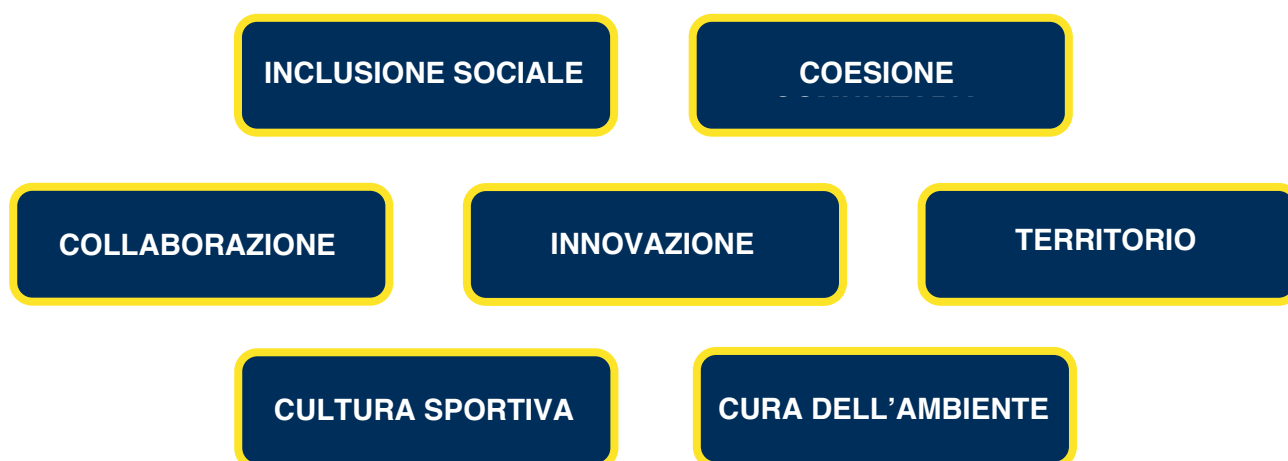 INCLUSIONE SOCIALE
COESIONE
COLLABORAZIONE
INNOVAZIONE
TERRITORIO
CULTURA SPORTIVA
CURA DELL’AMBIENTE